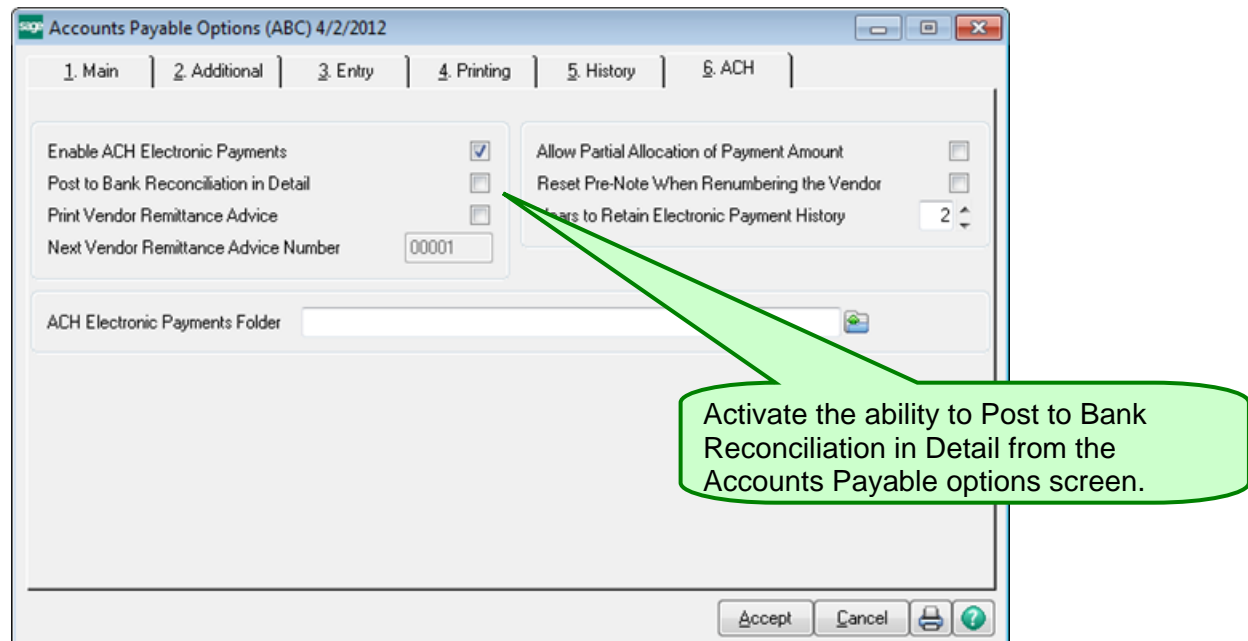 sage Accounts Payable Options (ABC) 4/2/2012
1. Main 2. Additional 3. Entry 4. Printing 5. History 6. ACH
Enable ACH Electronic Payments
Post to Bank Reconciliation in Detail
Print Vendor Remittance Advice
Next Vendor Remittance Advice Number 00001
Allow Partial Allocation of Payment Amount
Reset Pre-Note When Renumbering the Vendor
to Retain Electronic Payment History 2
ACH Electronic Payments Folder
Activate the ability to Post to Bank
Reconciliation in Detail from the
Accounts Payable options screen.
Accept Cancel